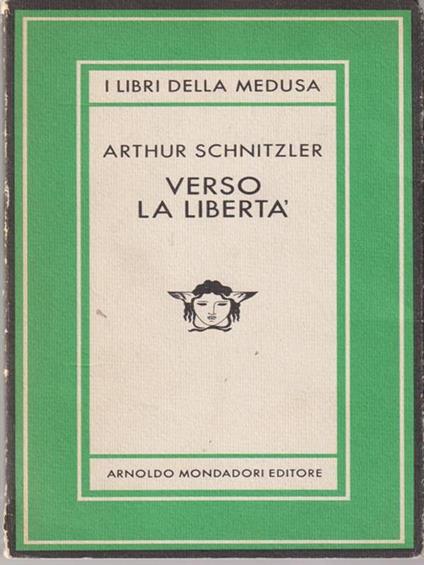 I LIBRI DELLA MEDUSA
ARTHUR SCHNITZLER
VERSO
LA LIBERTA'
ARNOLDO MONDADORI EDITORE